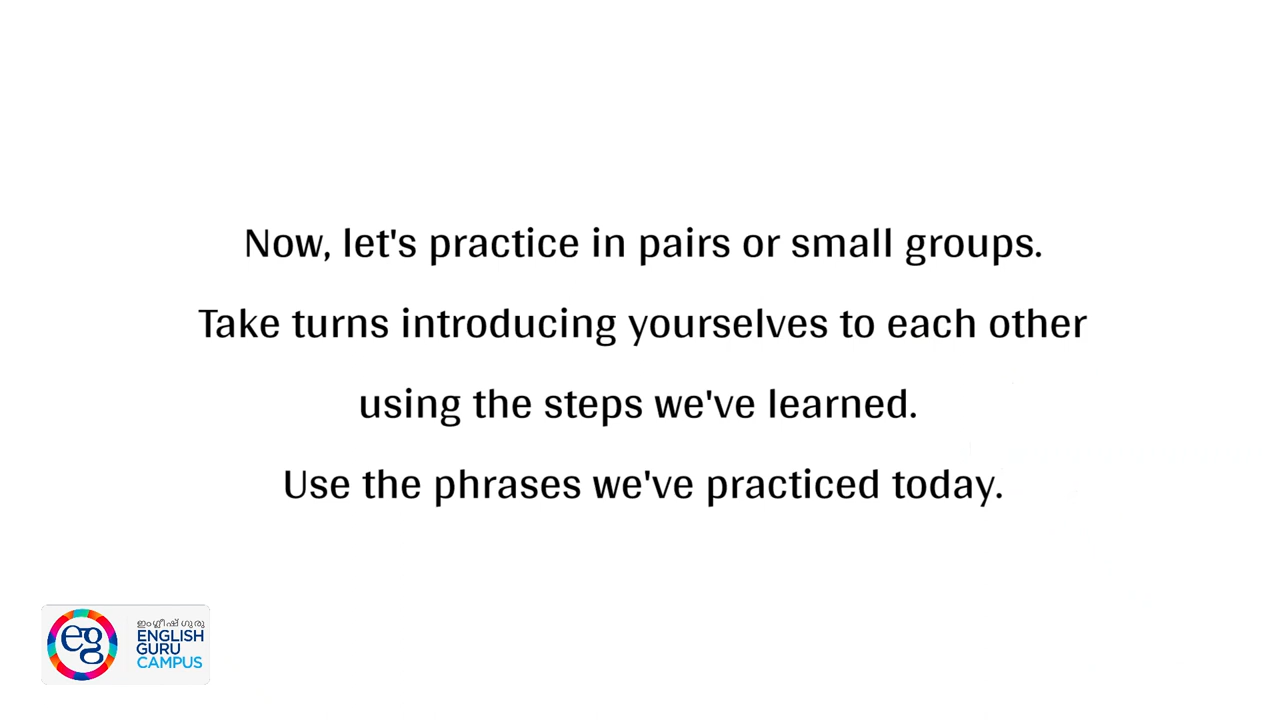 Now, let's practice in pairs or small groups.
Take turns introducing yourselves to each other
using the steps we've learned.
Use the phrases we've practiced today.
eg
ഇംഗ്ലീഷ് ഗുരു
ENGLISH
GURU
CAMPUS